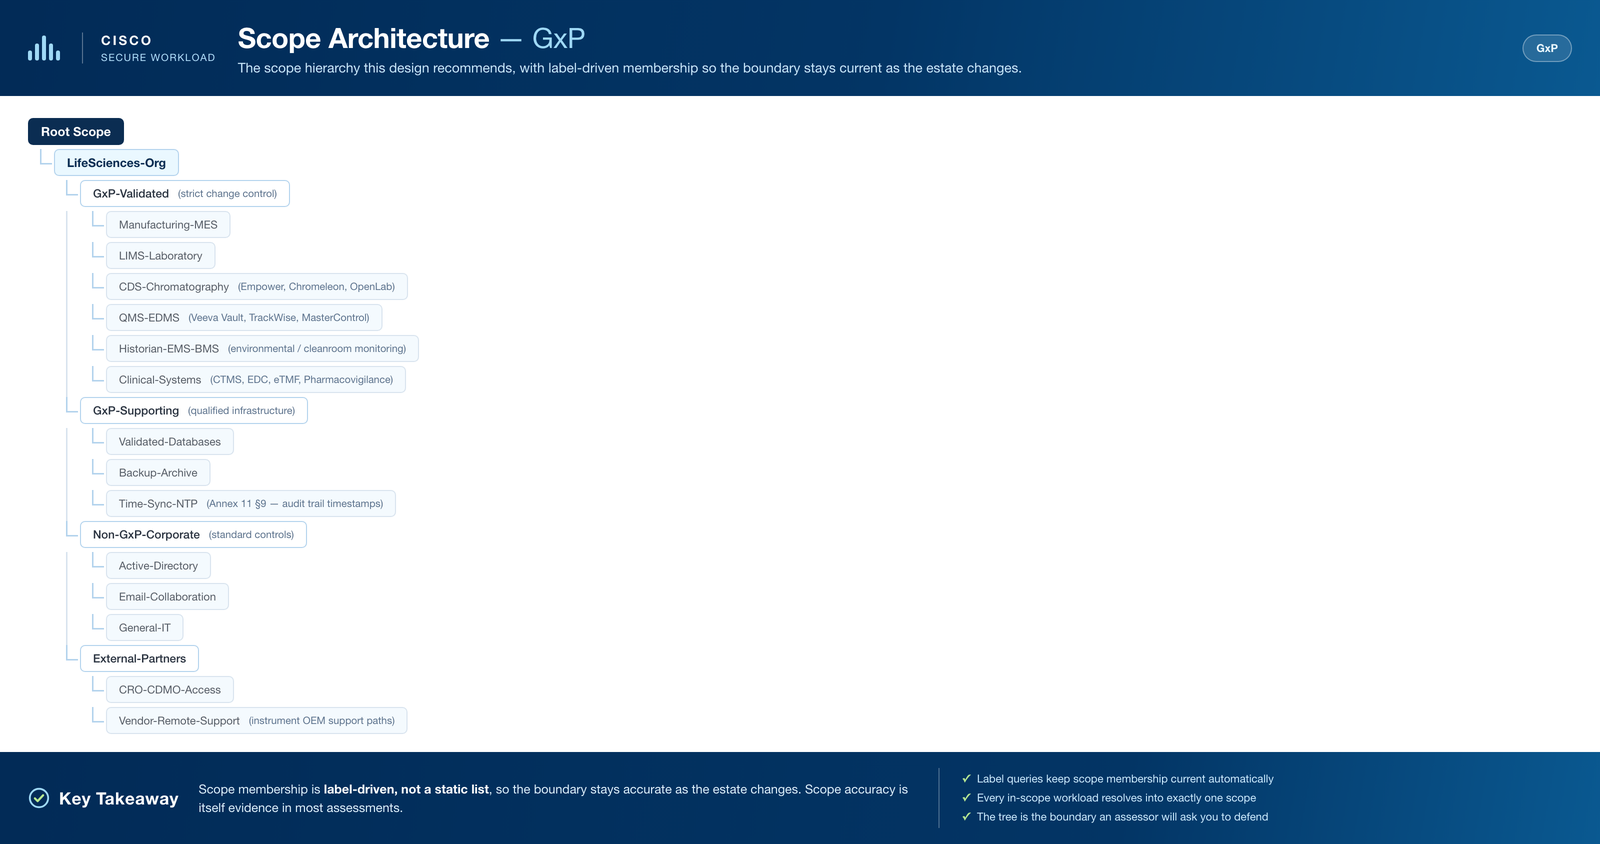 CISCO
SECURE WORKLOAD
Scope Architecture — GxP
The scope hierarchy this design recommends, with label-driven membership so the boundary stays current as the estate changes.
GxP
Root Scope
LifeSciences-Org
GxP-Validated (strict change control)
Manufacturing-MES
LIMS-Laboratory
CDS-Chromatography (Empower, Chromeleon, OpenLab)
QMS-EDMS (Veeva Vault, TrackWise, MasterControl)
Historian-EMS-BMS (environmental / cleanroom monitoring)
Clinical-Systems (CTMS, EDC, eTMF, Pharmacovigilance)
GxP-Supporting (qualified infrastructure)
Validated-Databases
Backup-Archive
Time-Sync-NTP (Annex 11 §9 — audit trail timestamps)
Non-GxP-Corporate (standard controls)
Active-Directory
Email-Collaboration
General-IT
External-Partners
CRO-CDMO-Access
Vendor-Remote-Support (instrument OEM support paths)
Key Takeaway
Scope membership is label-driven, not a static list, so the boundary stays accurate as the estate changes. Scope accuracy is
itself evidence in most assessments.
✓ Label queries keep scope membership current automatically
✓ Every in-scope workload resolves into exactly one scope
✓ The tree is the boundary an assessor will ask you to defend